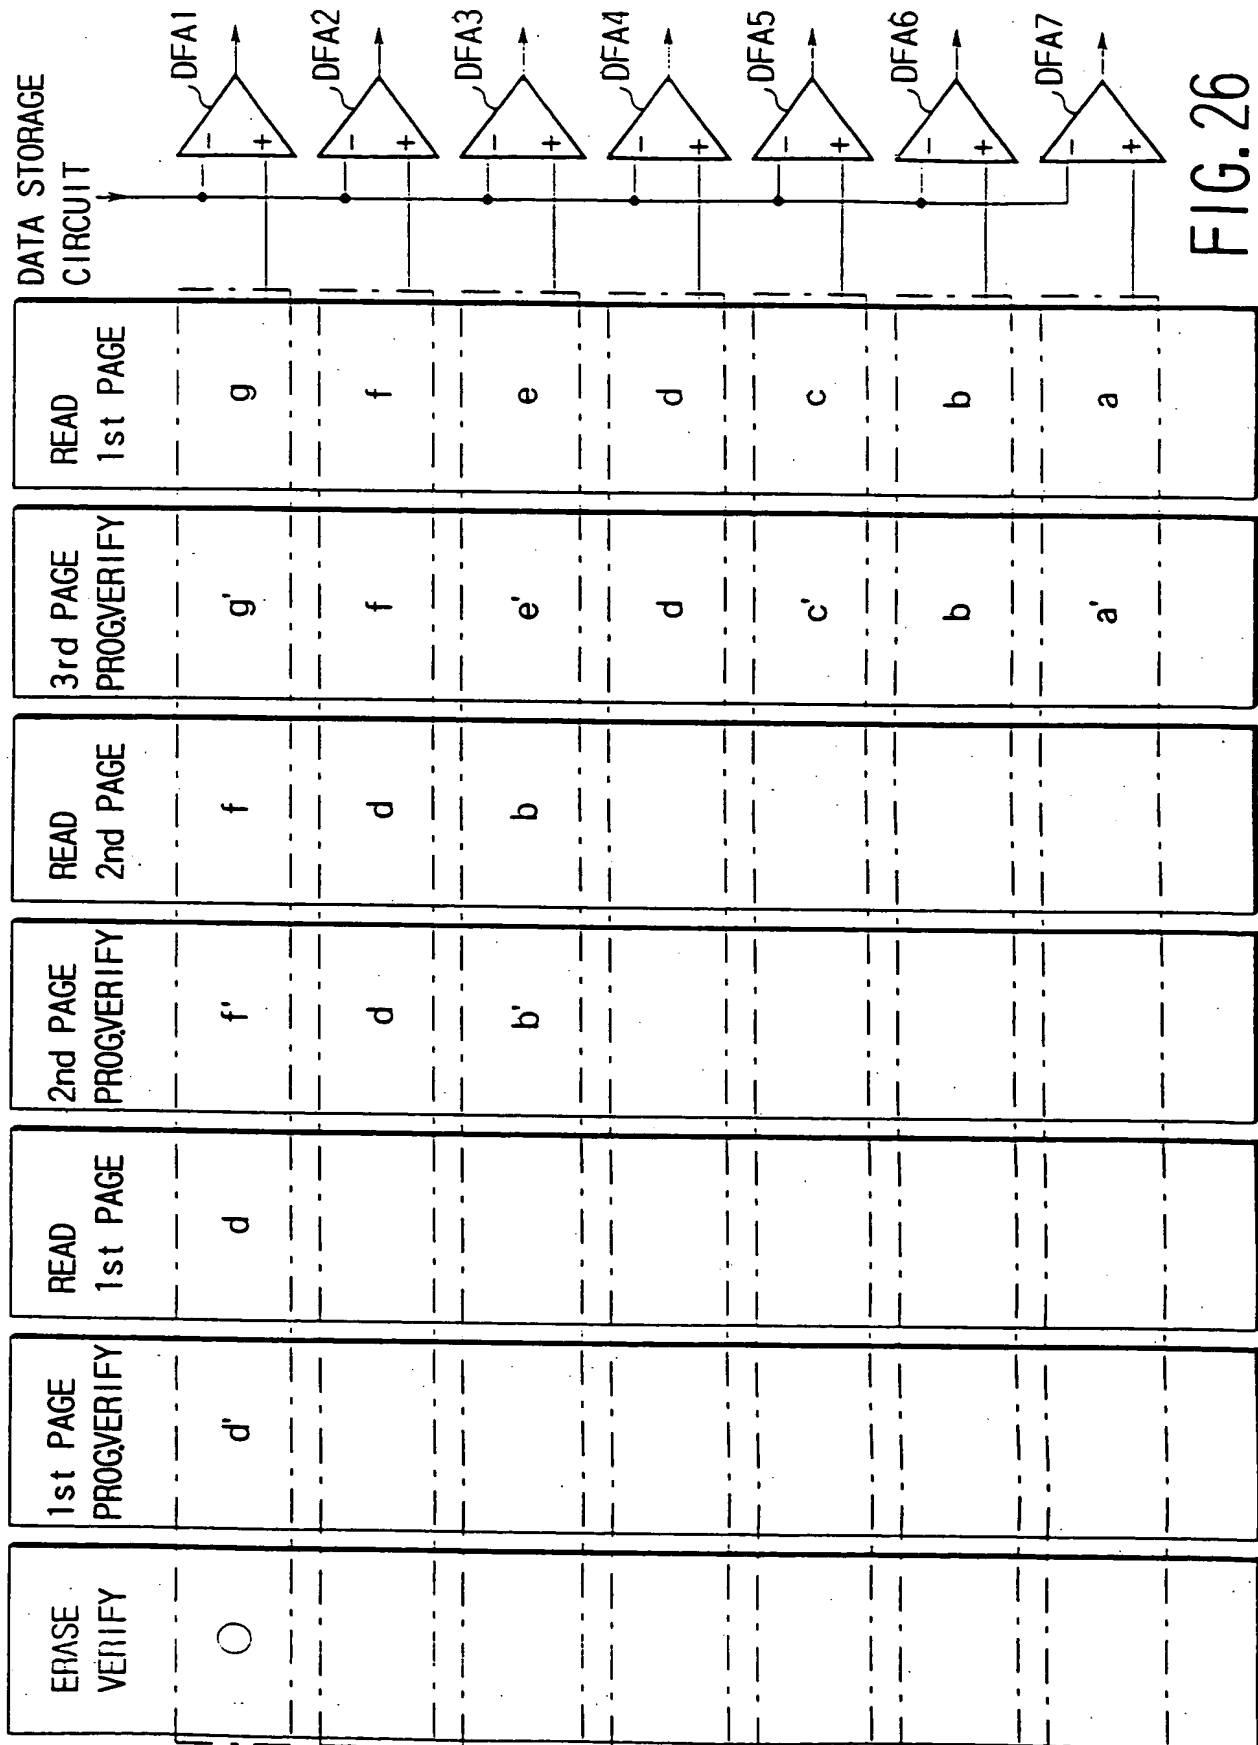 ERASE
VERIFY
1st PAGE
PROG.VERIFY
READ
1st PAGE
2nd PAGE
PROG.VERIFY
READ
2nd PAGE
3rd PAGE
PROG.VERIFY
READ
1st PAGE
DATA STORAGE
CIRCUIT
O d' d f' f g' g - + DFA1
d d f f - + DFA2
b' b e' e - + DFA3
d d - + DFA4
c' c - + DFA5
b b - + DFA6
a' a - + DFA7
FIG.26